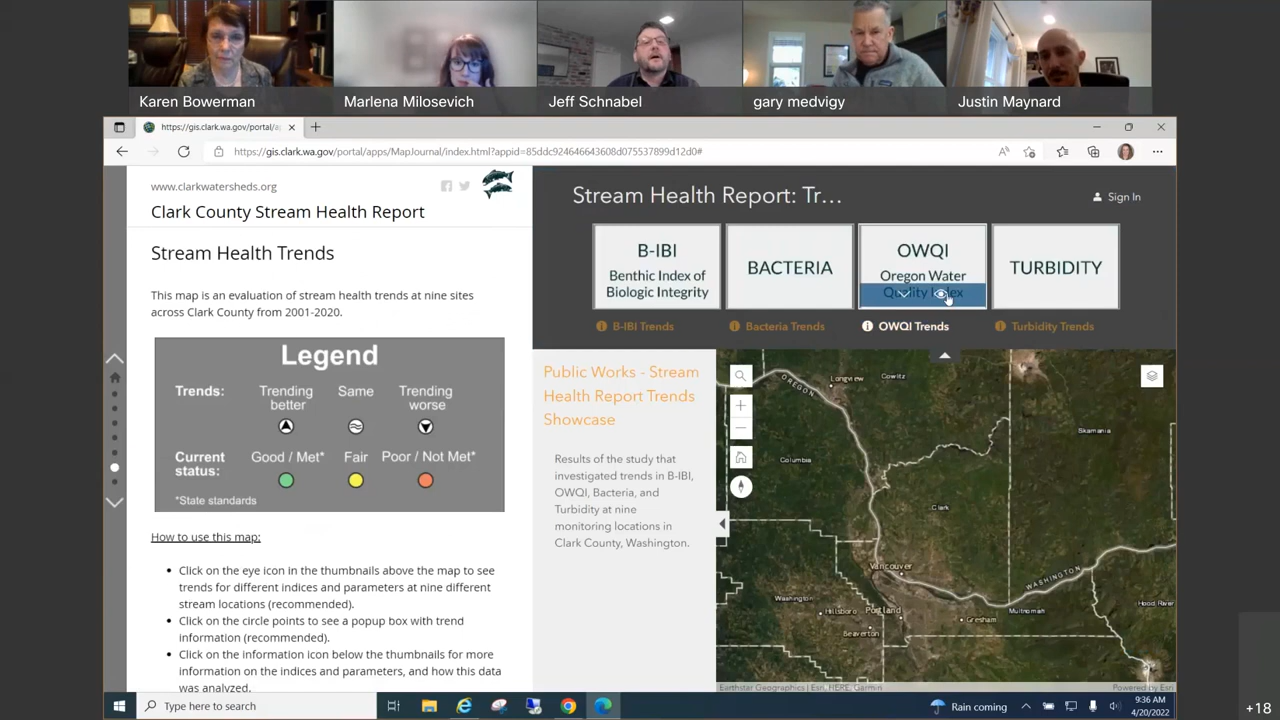 Karen Bowerman
Marlena Milosevich
Jeff Schnabel
gary medvigy
Justin Maynard
https://gis.clark.wa.gov/portal/a
https://gis.clark.wa.gov/portal/apps/MapJournal/index.html?appid=85ddc924646643608d075537899d12d0#
www.clarkwatersheds.org
Clark County Stream Health Report
Stream Health Trends
This map is an evaluation of stream health trends at nine sites
across Clark County from 2001-2020.
Legend
Trends:
Trending
better
Same
Trending
worse
Current
status:
Good / Met*
Fair
Poor / Not Met*
*State standards
How to use this map:
• Click on the eye icon in the thumbnails above the map to see
trends for different indices and parameters at nine different
stream locations (recommended).
• Click on the circle points to see a popup box with trend
information (recommended).
• Click on the information icon below the thumbnails for more
information on the indices and parameters, and how this data
was analyzed.
Stream Health Report: Tr...
Sign In
B-IBI
Benthic Index of
Biologic Integrity
BACTERIA
OWQI
Oregon Water
Quality Index
TURBIDITY
B-IBI Trends
Bacteria Trends
OWQI Trends
Turbidity Trends
Public Works - Stream
Health Report Trends
Showcase
Results of the study that
investigated trends in B-IBI,
OWQI, Bacteria, and
Turbidity at nine
monitoring locations in
Clark County, Washington.
OREGON
Longview
Cowlitz
Skamania
Columbia
Clark
Vancouver
WASHINGTON
Washington
Hillsboro
Portland
Multnomah
Hood River
Gresham
Beaverton
Earthstar Geographics | Esri, HERE, Garmin
Powered by Esri
Type here to search
Rain coming
9:36 AM
4/20/2022
+18